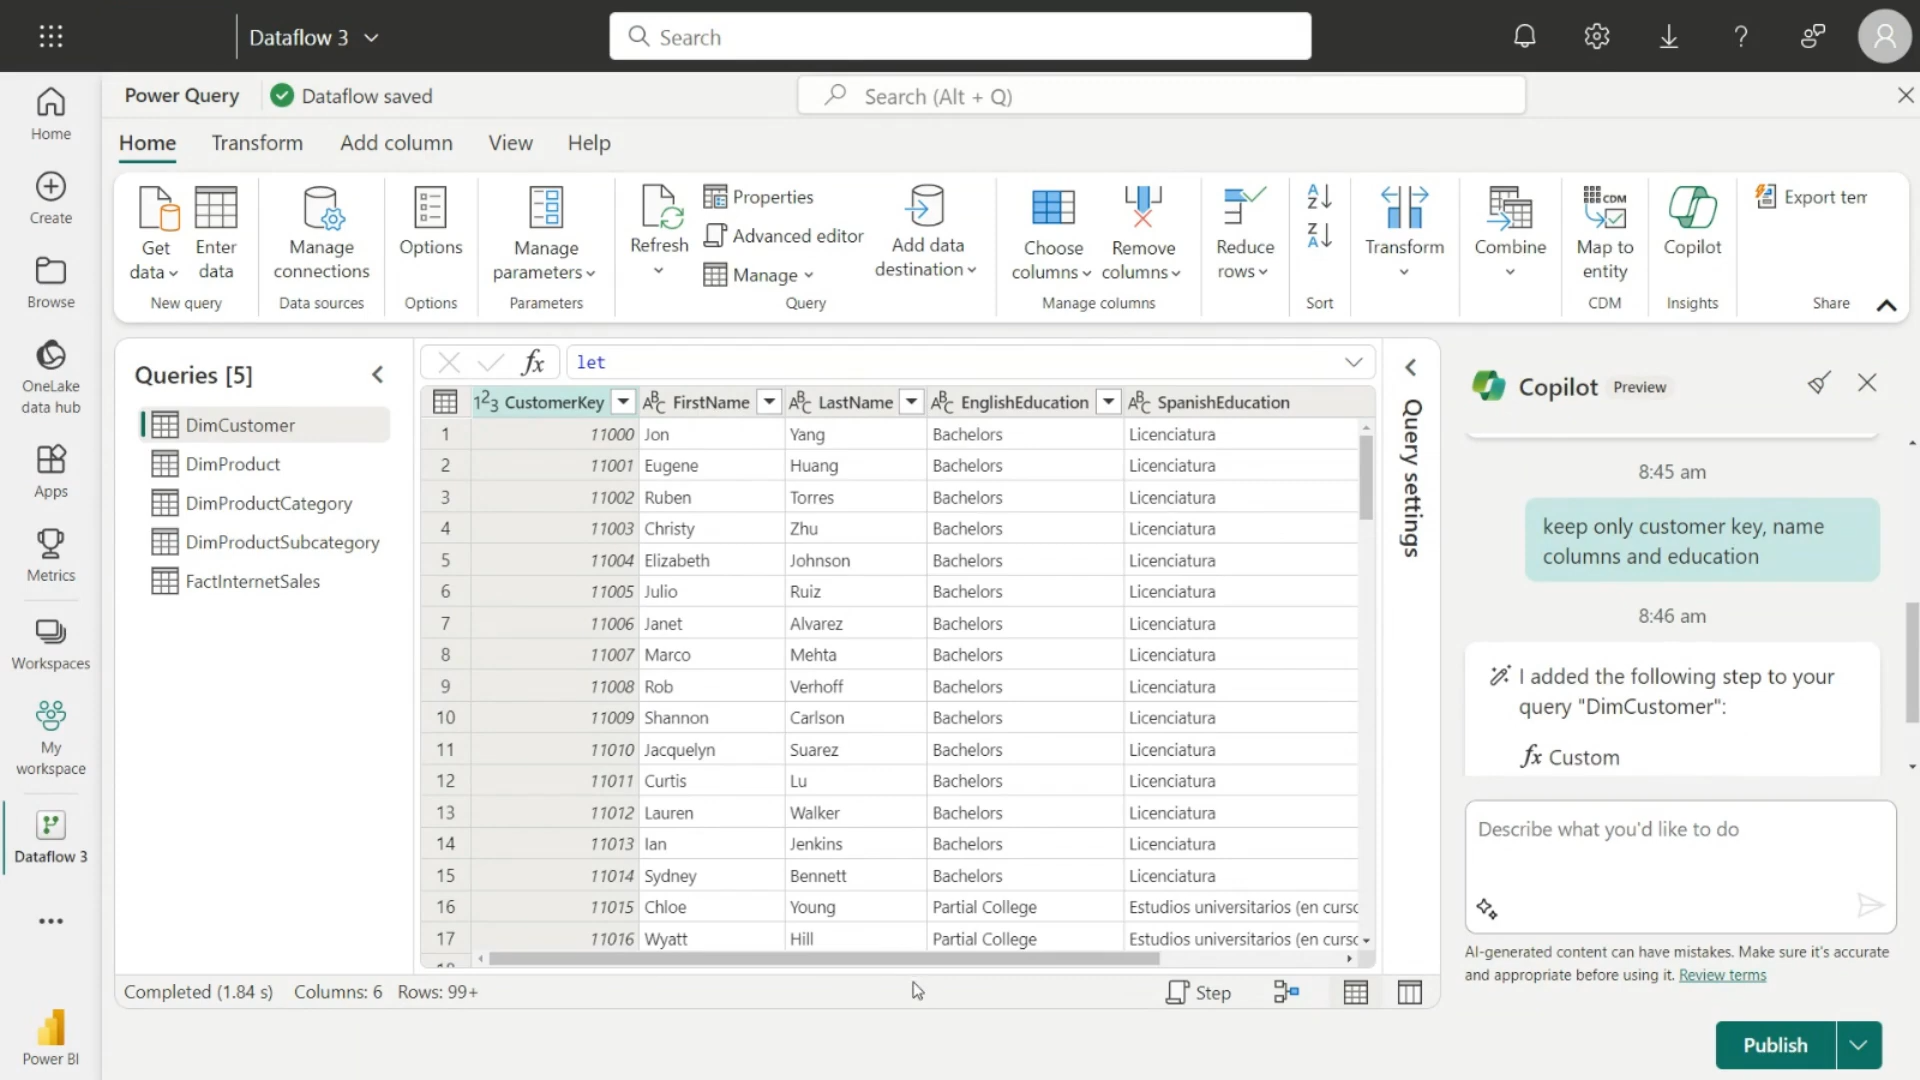 Dataflow 3
Search
Power Query
Dataflow saved
Search (Alt + Q)
Home
Transform
Add column
View
Help
Home
Create
Browse
OneLake
data hub
Apps
Metrics
Workspaces
My
workspace
Dataflow 3
Power BI
Get
data
Enter
data
New query
Manage
connections
Data sources
Options
Options
Manage
parameters
Parameters
Refresh
Properties
Advanced editor
Manage
Add data
destination
Query
Choose
columns
Remove
columns
Manage columns
Reduce
rows
A
Z
Z
A
Sort
Transform
Combine
CDM
Map to
entity
CDM
Copilot
Insights
Export tem
Share
Queries [5]
DimCustomer
DimProduct
DimProductCategory
DimProductSubcategory
FactInternetSales
fx let
1 2 3 CustomerKey ABC FirstName ABC LastName ABC EnglishEducation ABC SpanishEducation
1 11000 Jon Yang Bachelors Licenciatura
2 11001 Eugene Huang Bachelors Licenciatura
3 11002 Ruben Torres Bachelors Licenciatura
4 11003 Christy Zhu Bachelors Licenciatura
5 11004 Elizabeth Johnson Bachelors Licenciatura
6 11005 Julio Ruiz Bachelors Licenciatura
7 11006 Janet Alvarez Bachelors Licenciatura
8 11007 Marco Mehta Bachelors Licenciatura
9 11008 Rob Verhoff Bachelors Licenciatura
10 11009 Shannon Carlson Bachelors Licenciatura
11 11010 Jacquelyn Suarez Bachelors Licenciatura
12 11011 Curtis Lu Bachelors Licenciatura
13 11012 Lauren Walker Bachelors Licenciatura
14 11013 Ian Jenkins Bachelors Licenciatura
15 11014 Sydney Bennett Bachelors Licenciatura
16 11015 Chloe Young Partial College Estudios universitarios (en curso
17 11016 Wyatt Hill Partial College Estudios universitarios (en curso
Query settings
Completed (1.84 s) Columns: 6 Rows: 99+
Step
Copilot Preview
8:45 am
keep only customer key, name
columns and education
8:46 am
I added the following step to your
query "DimCustomer":
fx Custom
Describe what you'd like to do
AI-generated content can have mistakes. Make sure it's accurate
and appropriate before using it. Review terms
Publish